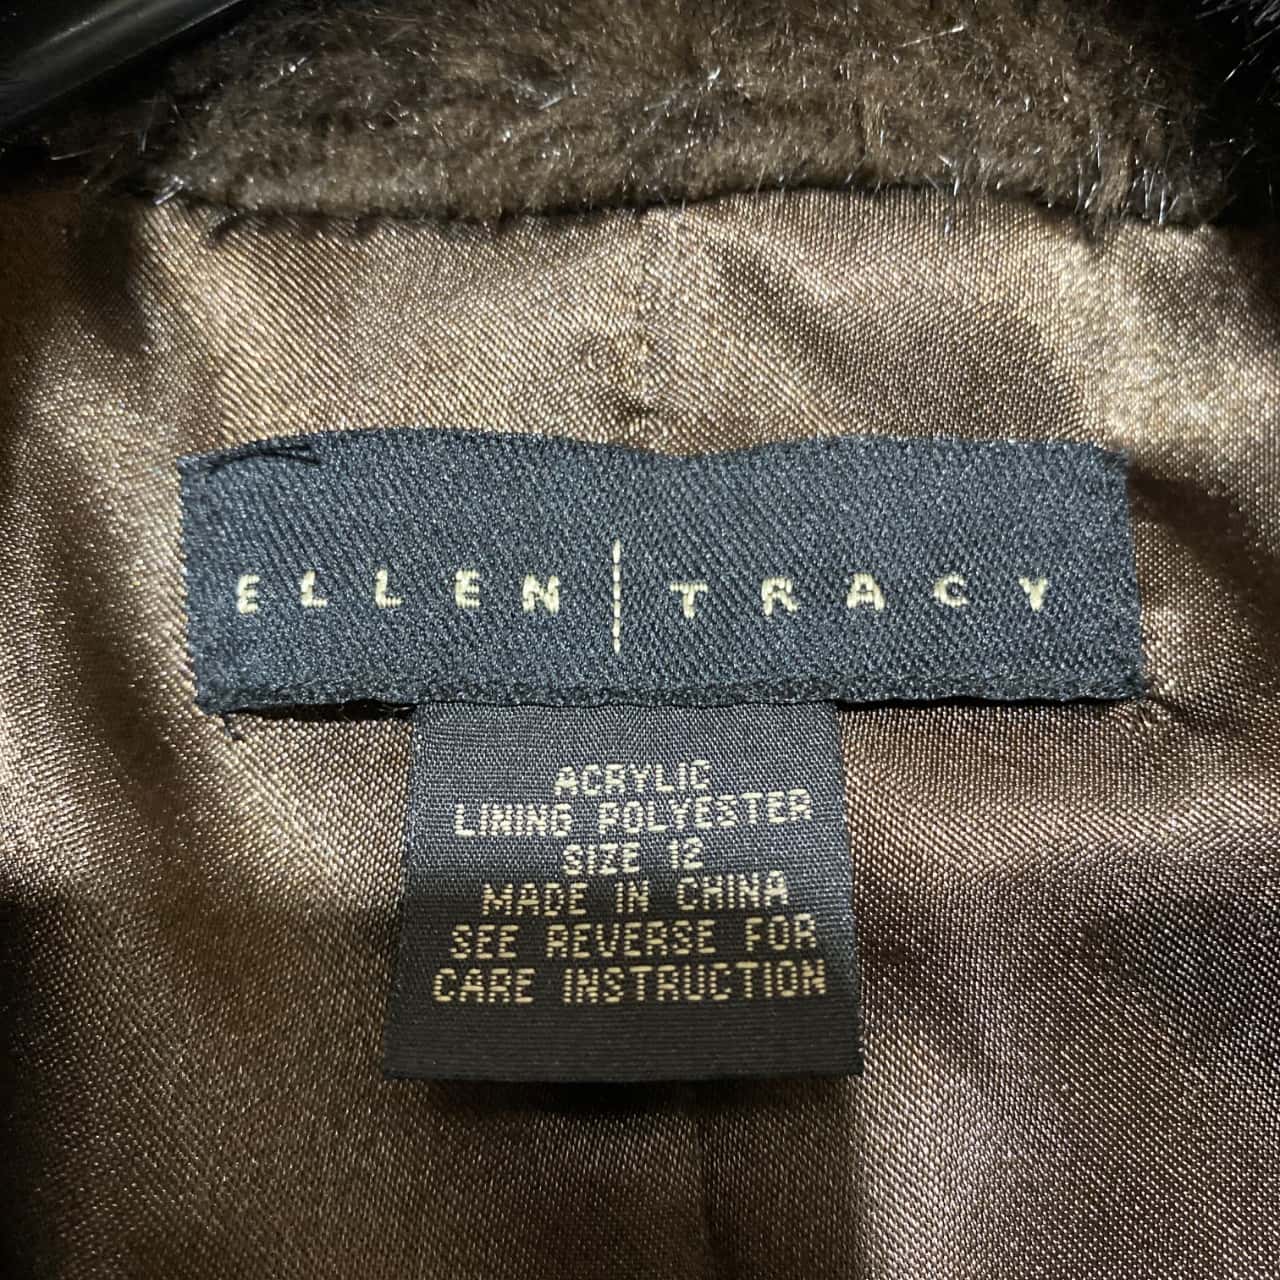 ELLEN | TRACY
ACRYLIC
LINING POLYESTER
SIZE 12
MADE IN CHINA
SEE REVERSE FOR
CARE INSTRUCTION